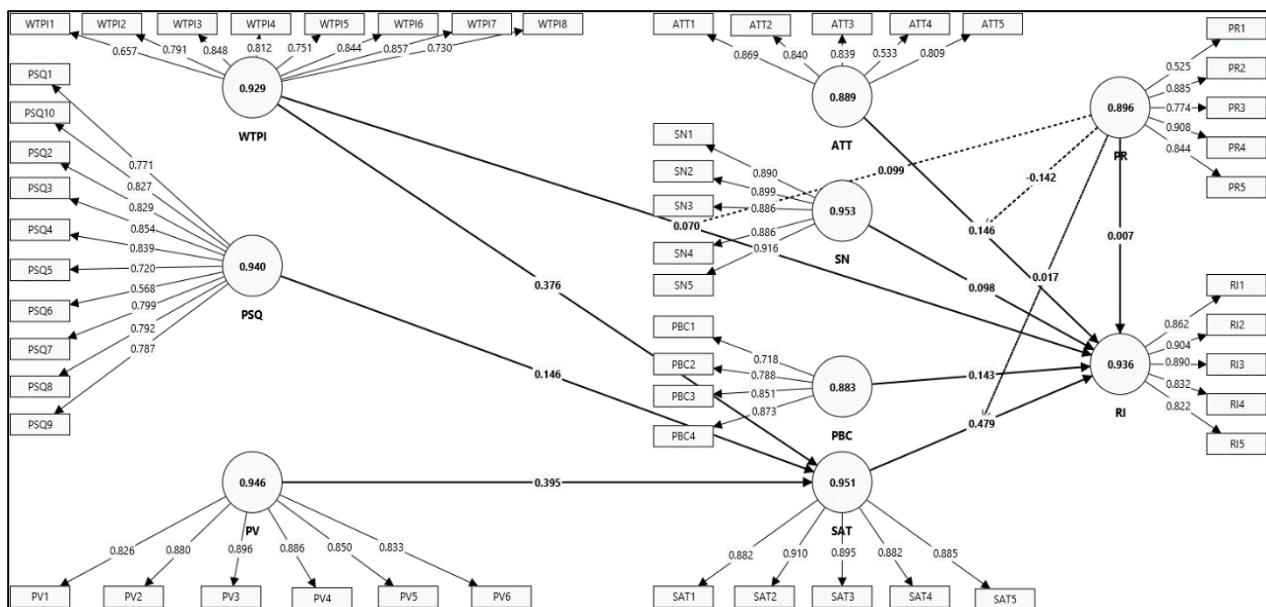 WTPI1 WTPI2 WTPI3 WTPI4 WTPI5 WTPI6 WTPI7 WTPI8
0.657 0.791 0.848 0.812 0.751 0.844 0.857 0.730
0.929
WTPI
PSQ1
PSQ10
PSQ2
PSQ3
PSQ4
PSQ5
PSQ6
PSQ7
PSQ8
PSQ9
0.771
0.827
0.829
0.854
0.839
0.720
0.568
0.799
0.792
0.787
0.940
PSQ
0.946
PV
0.826 0.880 0.896 0.886 0.850 0.833
PV1 PV2 PV3 PV4 PV5 PV6
0.376
0.146
0.395
0.070
ATT1 ATT2 ATT3 ATT4 ATT5
0.869 0.840 0.839 0.533 0.809
0.889
ATT
SN1
SN2
SN3
SN4
SN5
0.890
0.899
0.886
0.886
0.916
0.953
SN
PBC1
PBC2
PBC3
PBC4
0.718
0.788
0.851
0.873
0.883
PBC
0.951
SAT
0.882 0.910 0.895 0.882 0.885
SAT1 SAT2 SAT3 SAT4 SAT5
0.099
-0.142
0.146
0.007
0.017
0.098
0.143
0.479
0.896
PR
0.525
0.885
0.774
0.908
0.844
PR1
PR2
PR3
PR4
PR5
0.936
RI
0.862
0.904
0.890
0.832
0.822
RI1
RI2
RI3
RI4
RI5